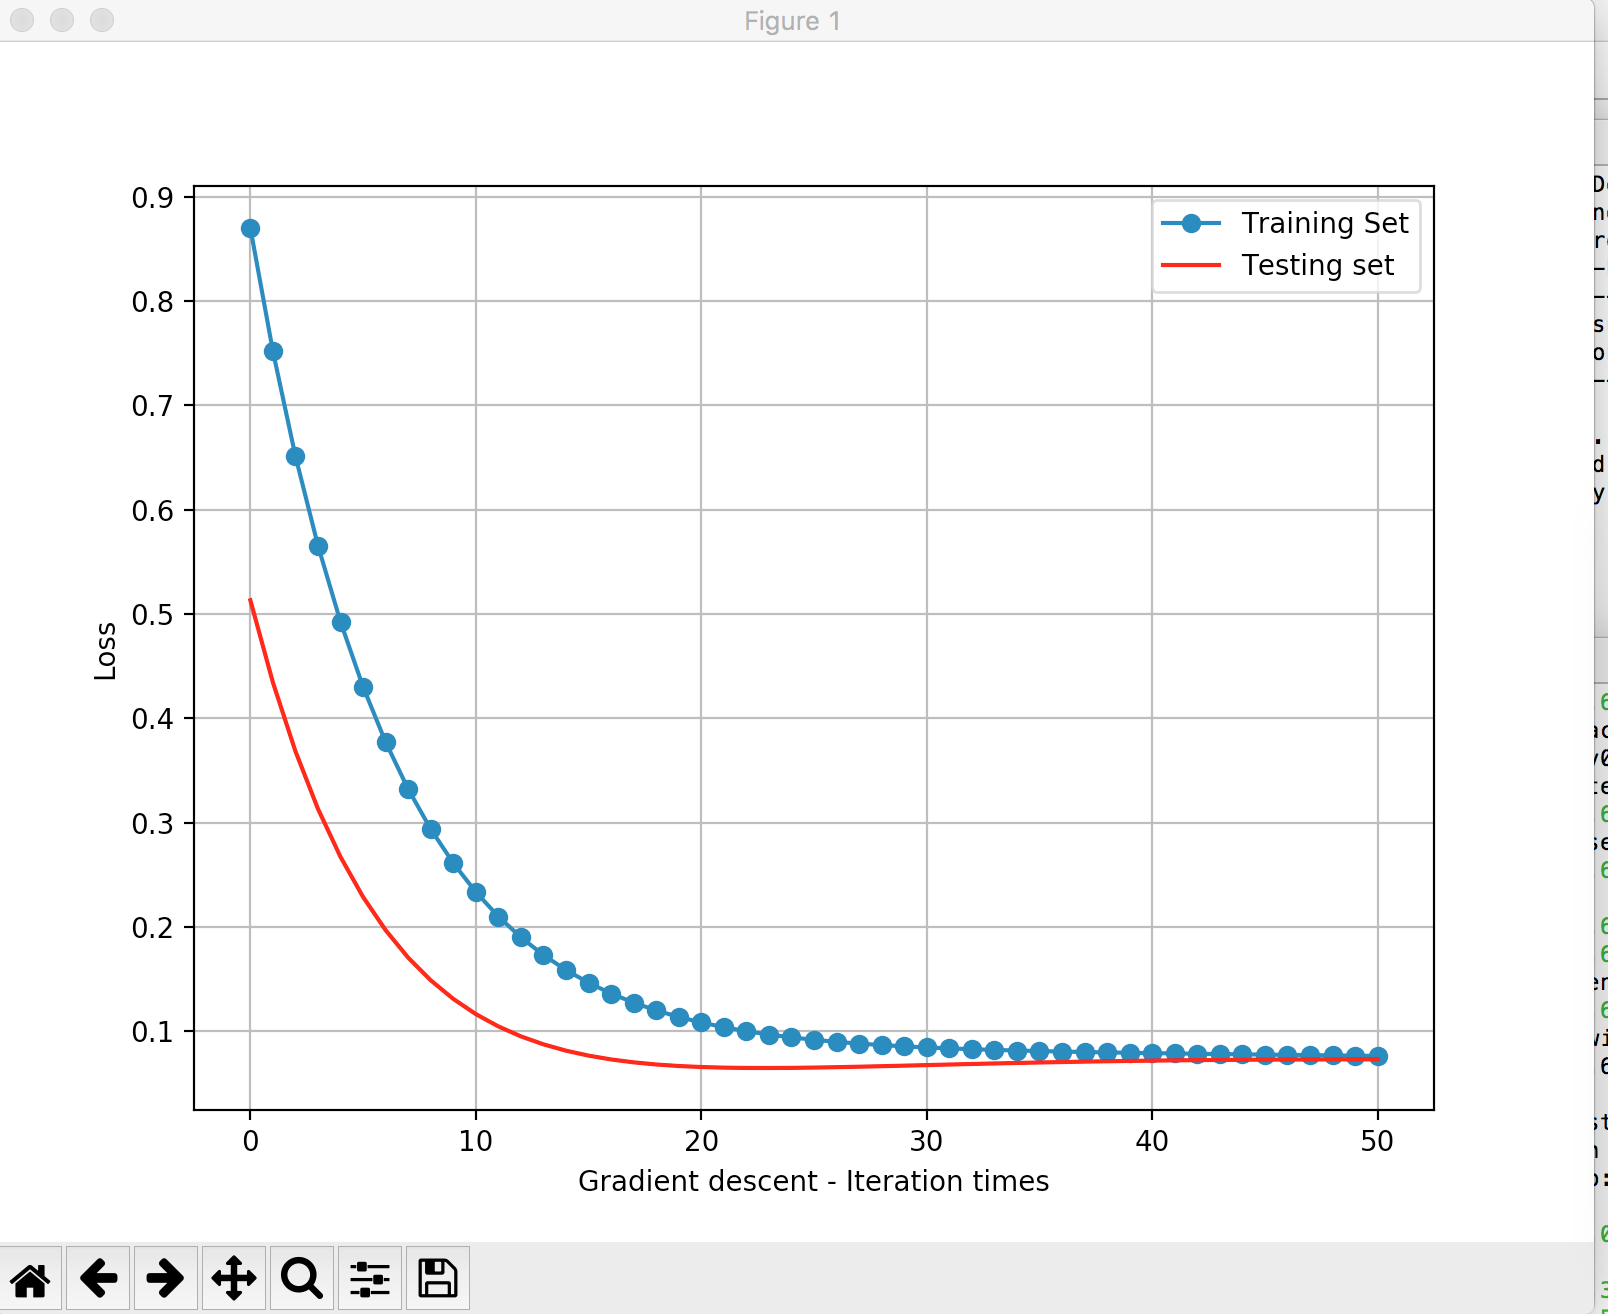 Figure 1
0.9
0.8
0.7
0.6
0.5
0.4
0.3
0.2
0.1
Loss
Training Set
Testing set
0 10 20 30 40 50
Gradient descent - Iteration times